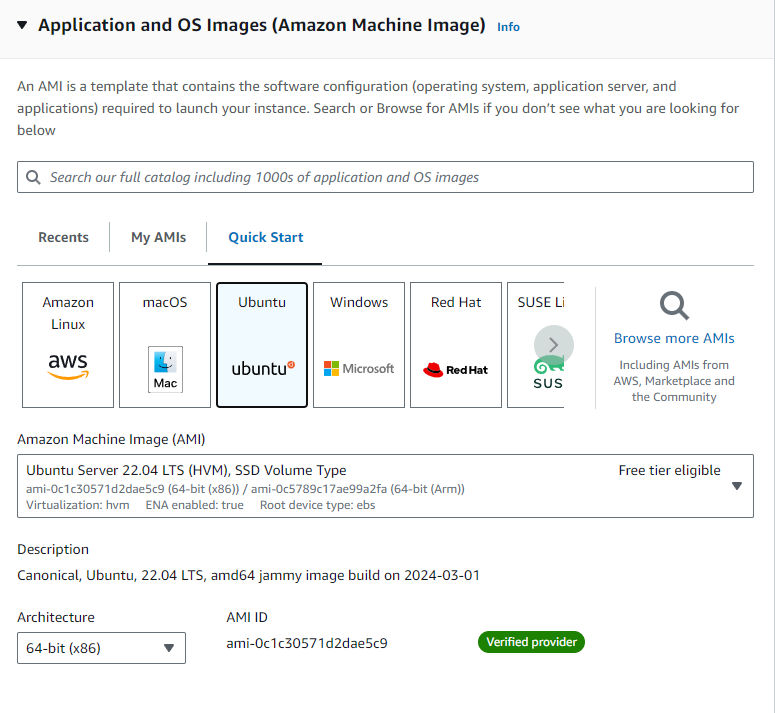 Application and OS Images (Amazon Machine Image) Info
An AMI is a template that contains the software configuration (operating system, application server, and
applications) required to launch your instance. Search or Browse for AMIs if you don't see what you are looking for
below
Search our full catalog including 1000s of application and OS images
Recents
My AMIs
Quick Start
Amazon
Linux
aws
macOS
Mac
Ubuntu
ubuntu
Windows
Microsoft
Red Hat
Red Hat
SUSE Li
SUS
Browse more AMIs
Including AMIs from
AWS, Marketplace and
the Community
Amazon Machine Image (AMI)
Ubuntu Server 22.04 LTS (HVM), SSD Volume Type
Free tier eligible
ami-0c1c30571d2dae5c9 (64-bit (x86)) / ami-0c5789c17ae99a2fa (64-bit (Arm))
Virtualization: hvm ENA enabled: true Root device type: ebs
Description
Canonical, Ubuntu, 22.04 LTS, amd64 jammy image build on 2024-03-01
Architecture
64-bit (x86)
AMI ID
ami-0c1c30571d2dae5c9
Verified provider